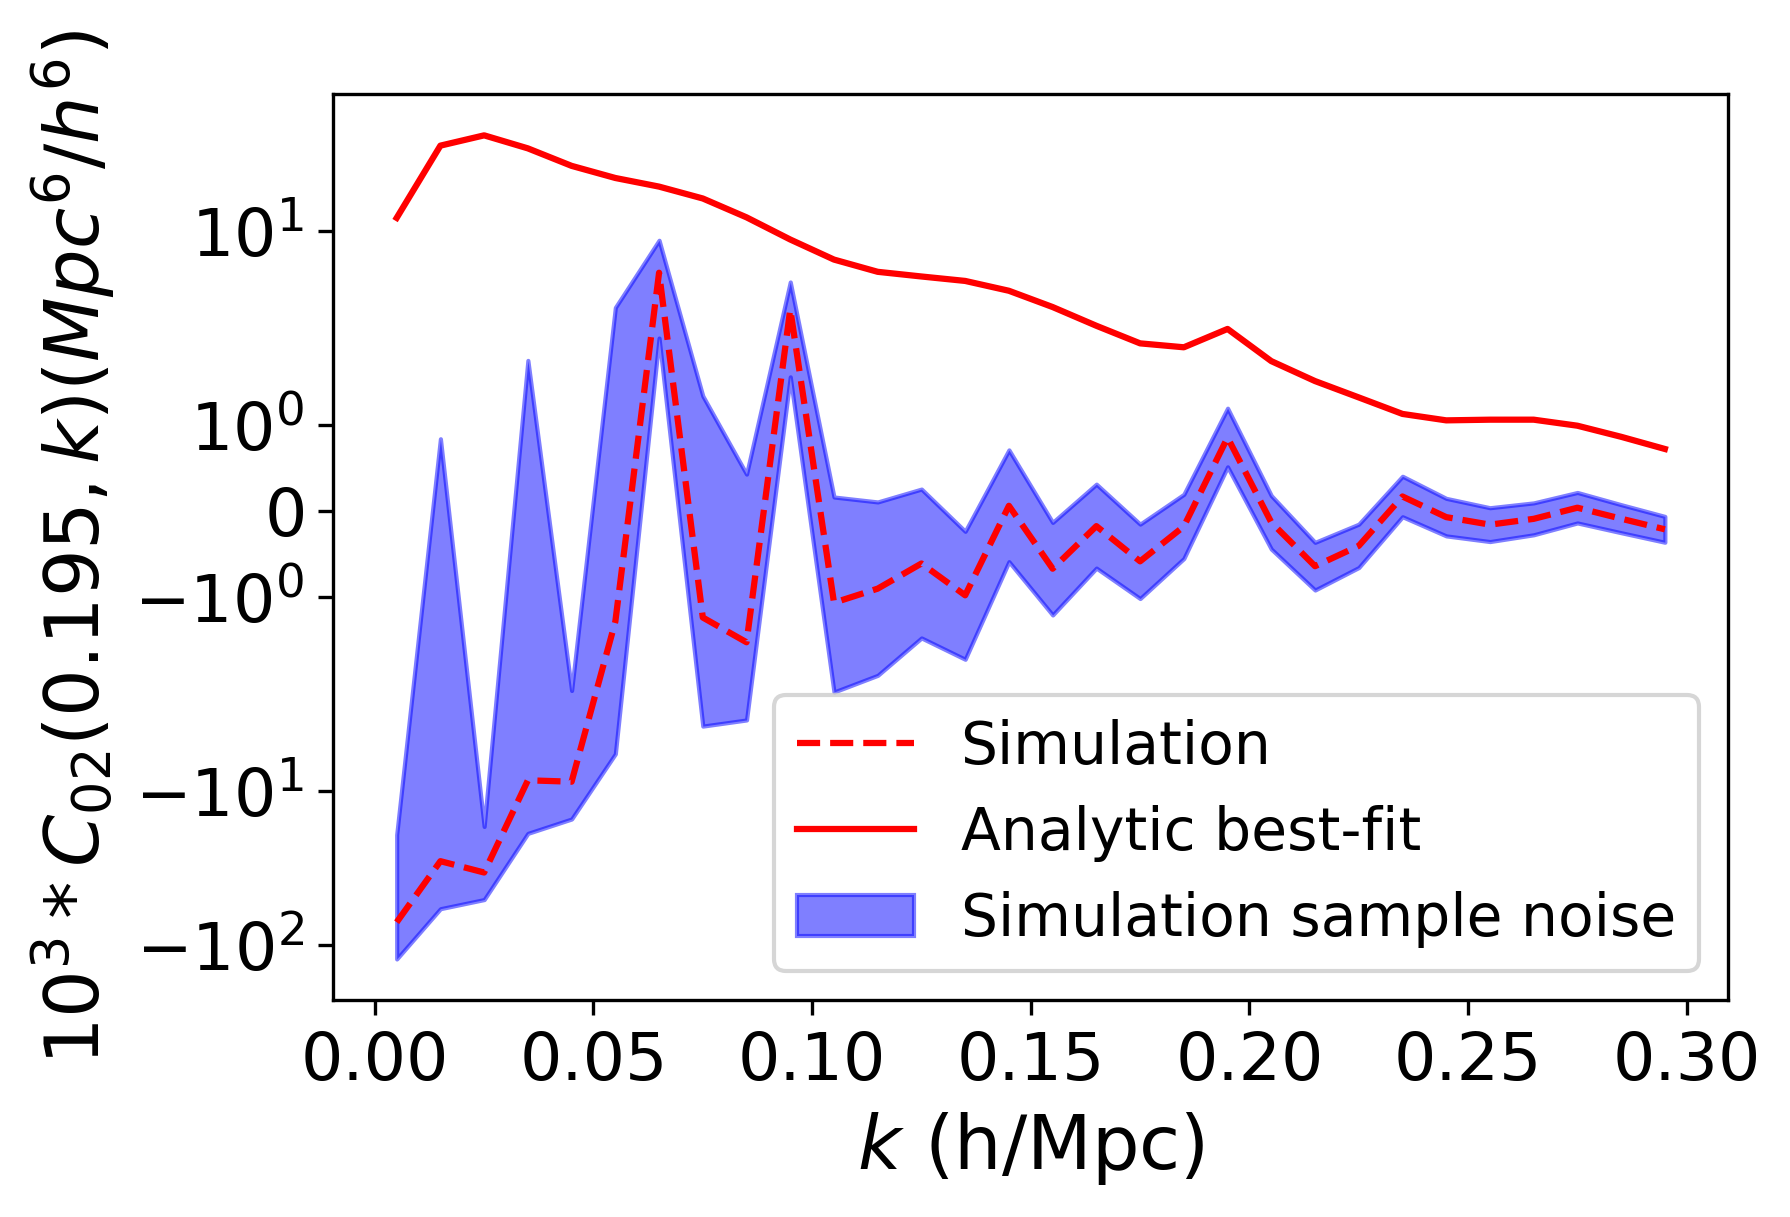 10^3 * C_{02}(0.195, k)(Mpc^6/h^6)
10^1
10^0
0
−10^0
−10^1
−10^2
Simulation
Analytic best-fit
Simulation sample noise
0.00 0.05 0.10 0.15 0.20 0.25 0.30
k (h/Mpc)